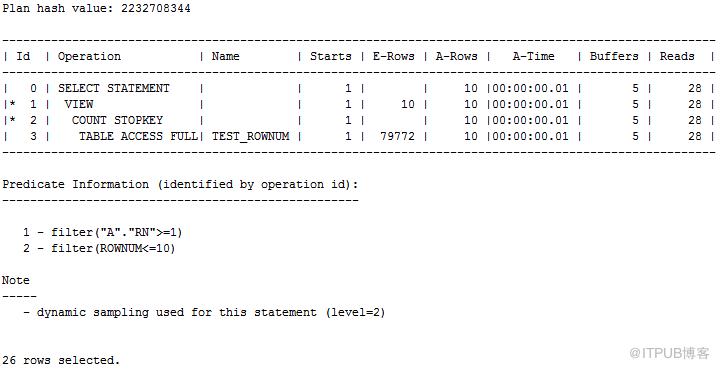 Plan hash value: 2232708344
---------------------------------------------------------------------------------------------------
| Id  | Operation           | Name        | Starts | E-Rows | A-Rows |   A-Time   | Buffers | Reads  |
---------------------------------------------------------------------------------------------------
|   0 | SELECT STATEMENT    |             |      1 |        |     10 |00:00:00.01 |       5 |     28 |
|*  1 |  VIEW               |             |      1 |     10 |     10 |00:00:00.01 |       5 |     28 |
|*  2 |   COUNT STOPKEY     |             |      1 |        |     10 |00:00:00.01 |       5 |     28 |
|   3 |    TABLE ACCESS FULL| TEST_ROWNUM |      1 |  79772 |     10 |00:00:00.01 |       5 |     28 |
---------------------------------------------------------------------------------------------------
Predicate Information (identified by operation id):
---------------------------------------------------
1 - filter("A"."RN">=1)
2 - filter(ROWNUM<=10)
Note
-----
- dynamic sampling used for this statement (level=2)
26 rows selected.
@ITPUB博客